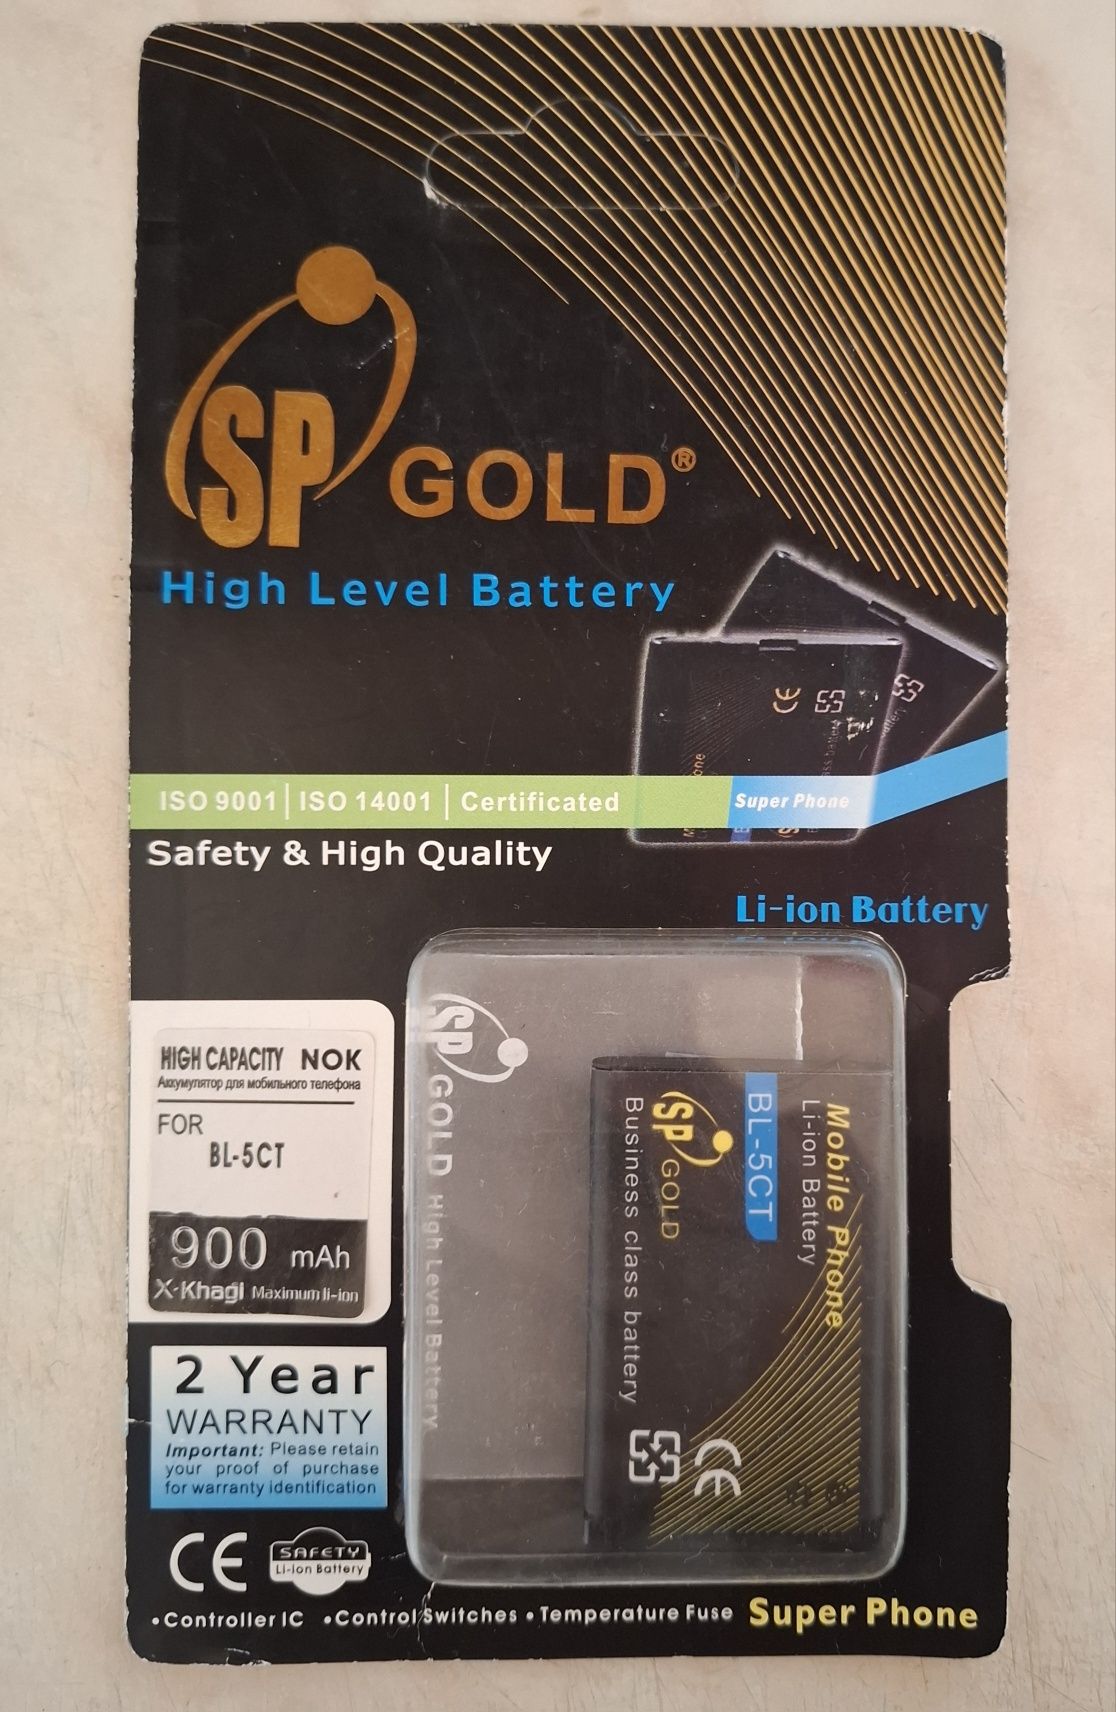 SP GOLD®
High Level Battery
CE
ISO 9001 | ISO 14001 | Certificated
Super Phone
Safety & High Quality
Li-ion Battery
HIGH CAPACITY NOK
Аккумулятор для мобильного телефона
FOR
BL-5CT
900 mAh
X-Khagi Maximum li-ion
2 Year
WARRANTY
Important: Please retain
your proof of purchase
for warranty identification
CE
SAFETY
Li-ion Battery
SP GOLD High Level Battery
Mobile Phone
Li-ion Battery
BL-5CT
SP GOLD
Business class battery
CE
•Controller IC •Control Switches •Temperature Fuse Super Phone